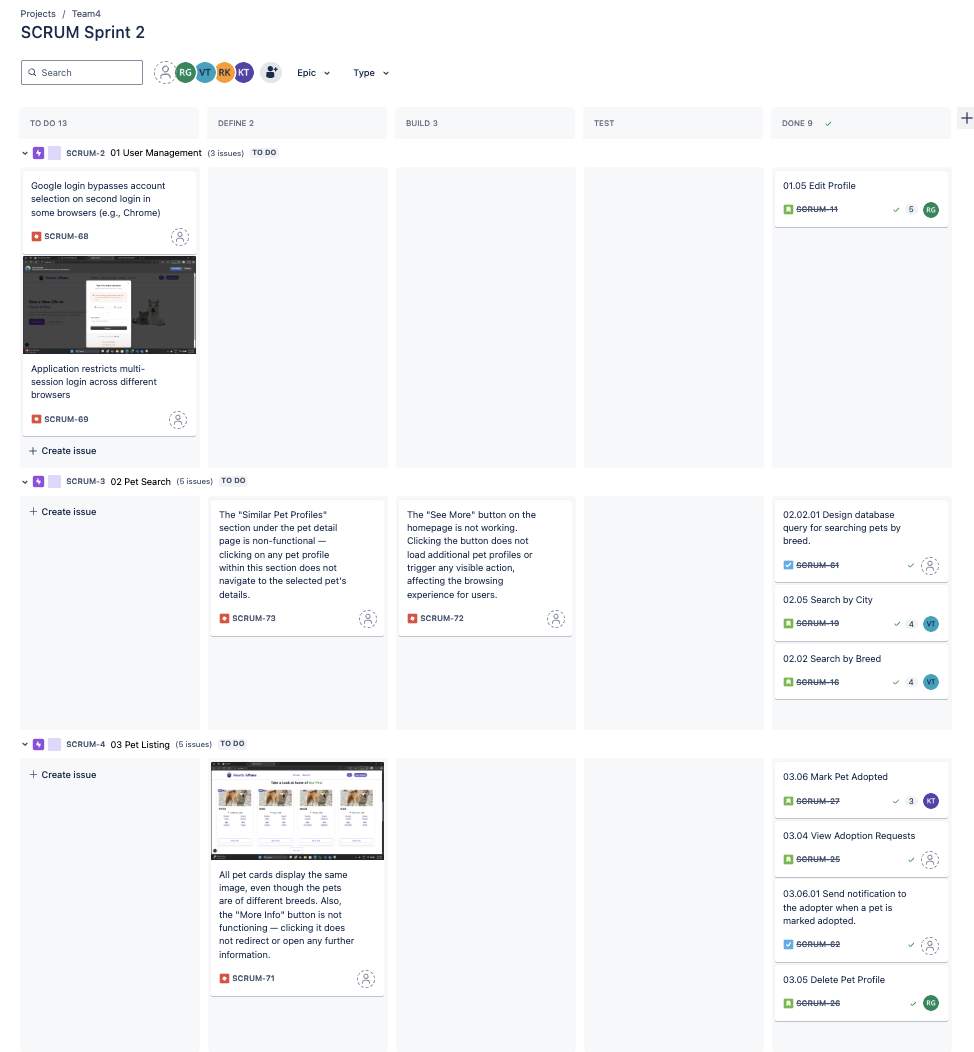 Projects / Team4
SCRUM Sprint 2
Search
RG VT RK KT
Epic
Type
TO DO 13
DEFINE 2
BUILD 3
TEST
DONE 9
SCRUM-2 01 User Management (3 issues) TO DO
Google login bypasses account
selection on second login in
some browsers (e.g., Chrome)
SCRUM-68
Application restricts multi-
session login across different
browsers
SCRUM-69
+ Create issue
01.05 Edit Profile
SCRUM-11 5 RG
SCRUM-3 02 Pet Search (5 issues) TO DO
+ Create issue
The "Similar Pet Profiles"
section under the pet detail
page is non-functional —
clicking on any pet profile
within this section does not
navigate to the selected pet's
details.
SCRUM-73
The "See More" button on the
homepage is not working.
Clicking the button does not
load additional pet profiles or
trigger any visible action,
affecting the browsing
experience for users.
SCRUM-72
02.02.01 Design database
query for searching pets by
breed.
SCRUM-61
02.05 Search by City
SCRUM-19 4 VT
02.02 Search by Breed
SCRUM-16 4 VT
SCRUM-4 03 Pet Listing (5 issues) TO DO
+ Create issue
Take a Look at Some of Our Pets
All pet cards display the same
image, even though the pets
are of different breeds. Also,
the "More Info" button is not
functioning — clicking it does
not redirect or open any further
information.
SCRUM-71
03.06 Mark Pet Adopted
SCRUM-27 3 KT
03.04 View Adoption Requests
SCRUM-25
03.06.01 Send notification to
the adopter when a pet is
marked adopted.
SCRUM-62
03.05 Delete Pet Profile
SCRUM-26 RG